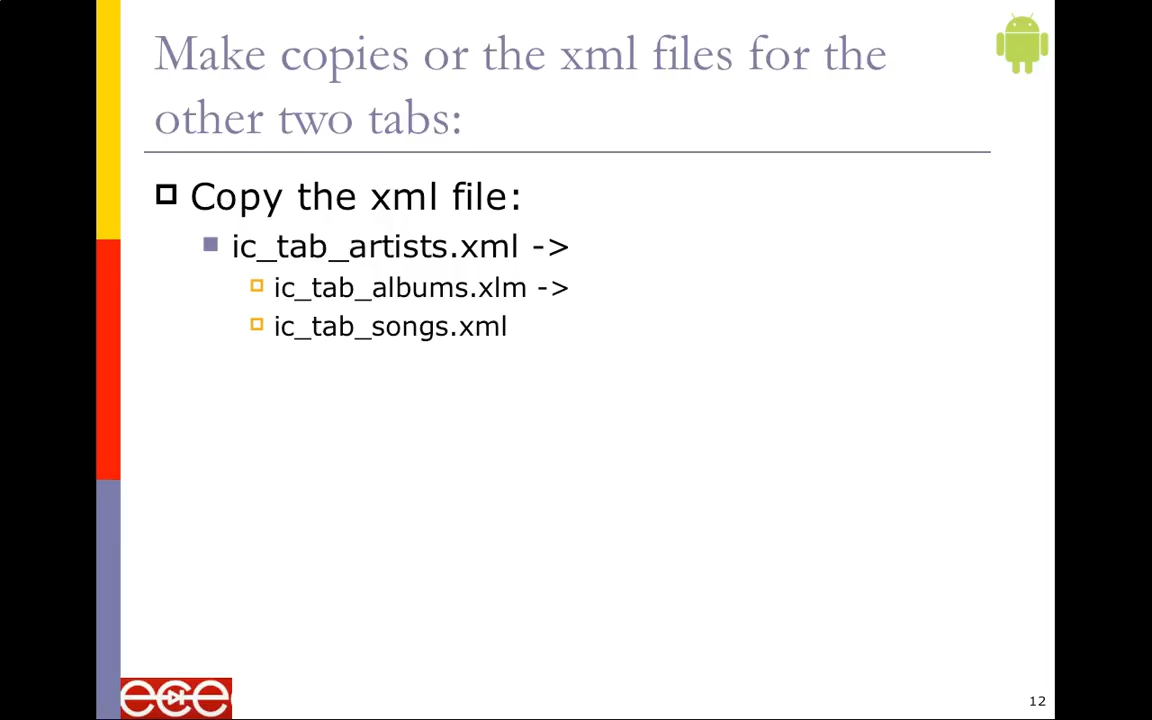 Make copies or the xml files for the
other two tabs:
Copy the xml file:
ic_tab_artists.xml ->
ic_tab_albums.xlm ->
ic_tab_songs.xml
ece
12